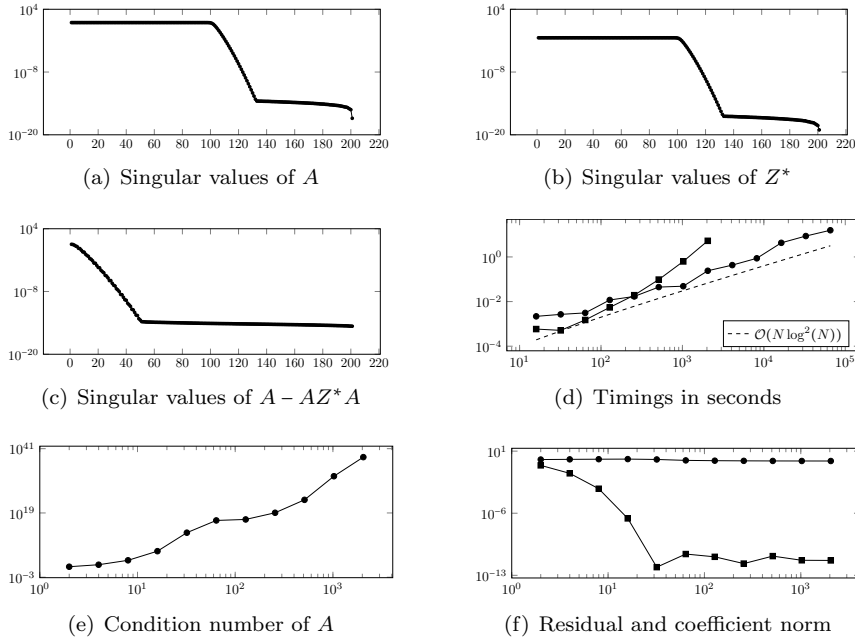 10^4
10^-8
10^-20
0 20 40 60 80 100 120 140 160 180 200 220
(a) Singular values of A
10^4
10^-8
10^-20
0 20 40 60 80 100 120 140 160 180 200 220
(b) Singular values of Z*
10^4
10^-8
10^-20
0 20 40 60 80 100 120 140 160 180 200 220
(c) Singular values of A – AZ*A
10^0
10^-2
10^-4
10^1 10^2 10^3 10^4 10^5
O(N log^2(N))
(d) Timings in seconds
10^41
10^19
10^-3
10^0 10^1 10^2 10^3
(e) Condition number of A
10^1
10^-6
10^-13
10^0 10^1 10^2 10^3
(f) Residual and coefficient norm